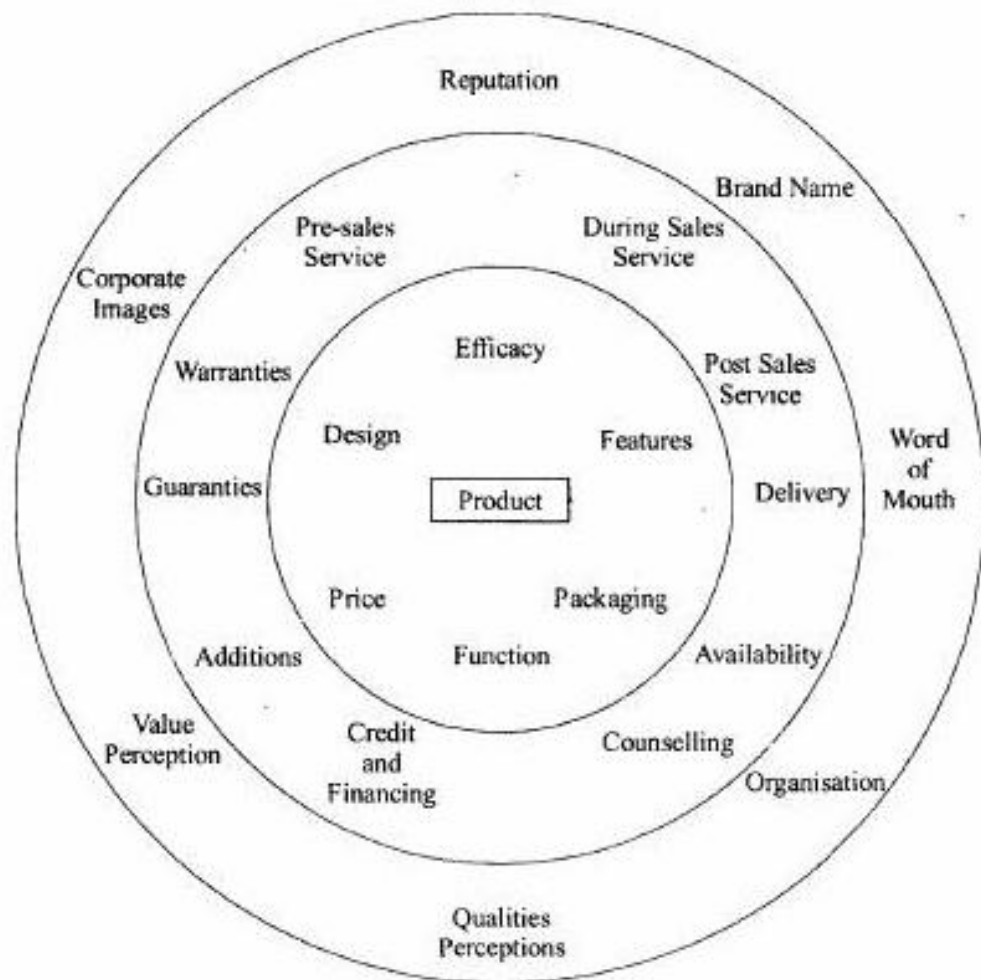 Reputation
Brand Name
Pre-sales
Service
During Sales
Service
Corporate
Images
Efficacy
Warranties
Post Sales
Service
Design
Features
Word
of
Mouth
Guaranties
Product
Delivery
Price
Packaging
Additions
Function
Availability
Value
Perception
Credit
and
Financing
Counselling
Organisation
Qualities
Perceptions